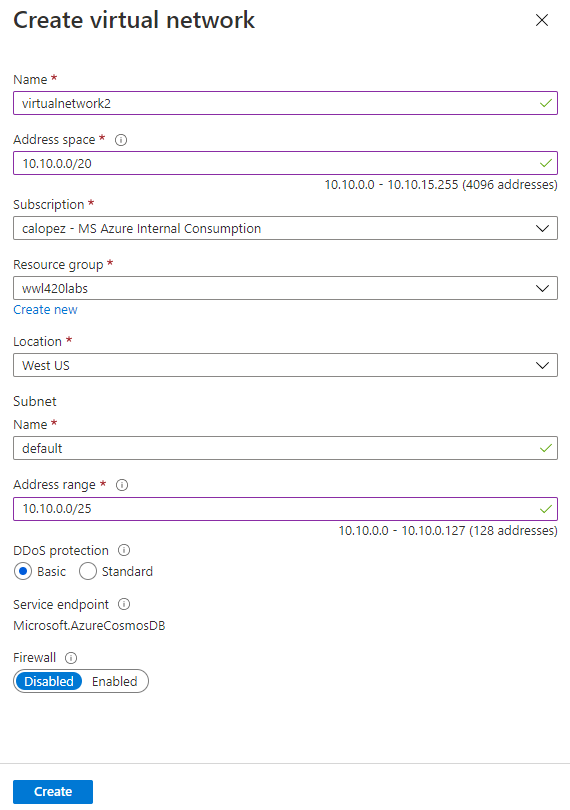 Create virtual network
Name *
virtualnetwork2
Address space *
10.10.0.0/20
10.10.0.0 - 10.10.15.255 (4096 addresses)
Subscription *
calopez - MS Azure Internal Consumption
Resource group *
wwl420labs
Create new
Location *
West US
Subnet
Name *
default
Address range *
10.10.0.0/25
10.10.0.0 - 10.10.0.127 (128 addresses)
DDoS protection
Basic Standard
Service endpoint
Microsoft.AzureCosmosDB
Firewall
Disabled Enabled
Create